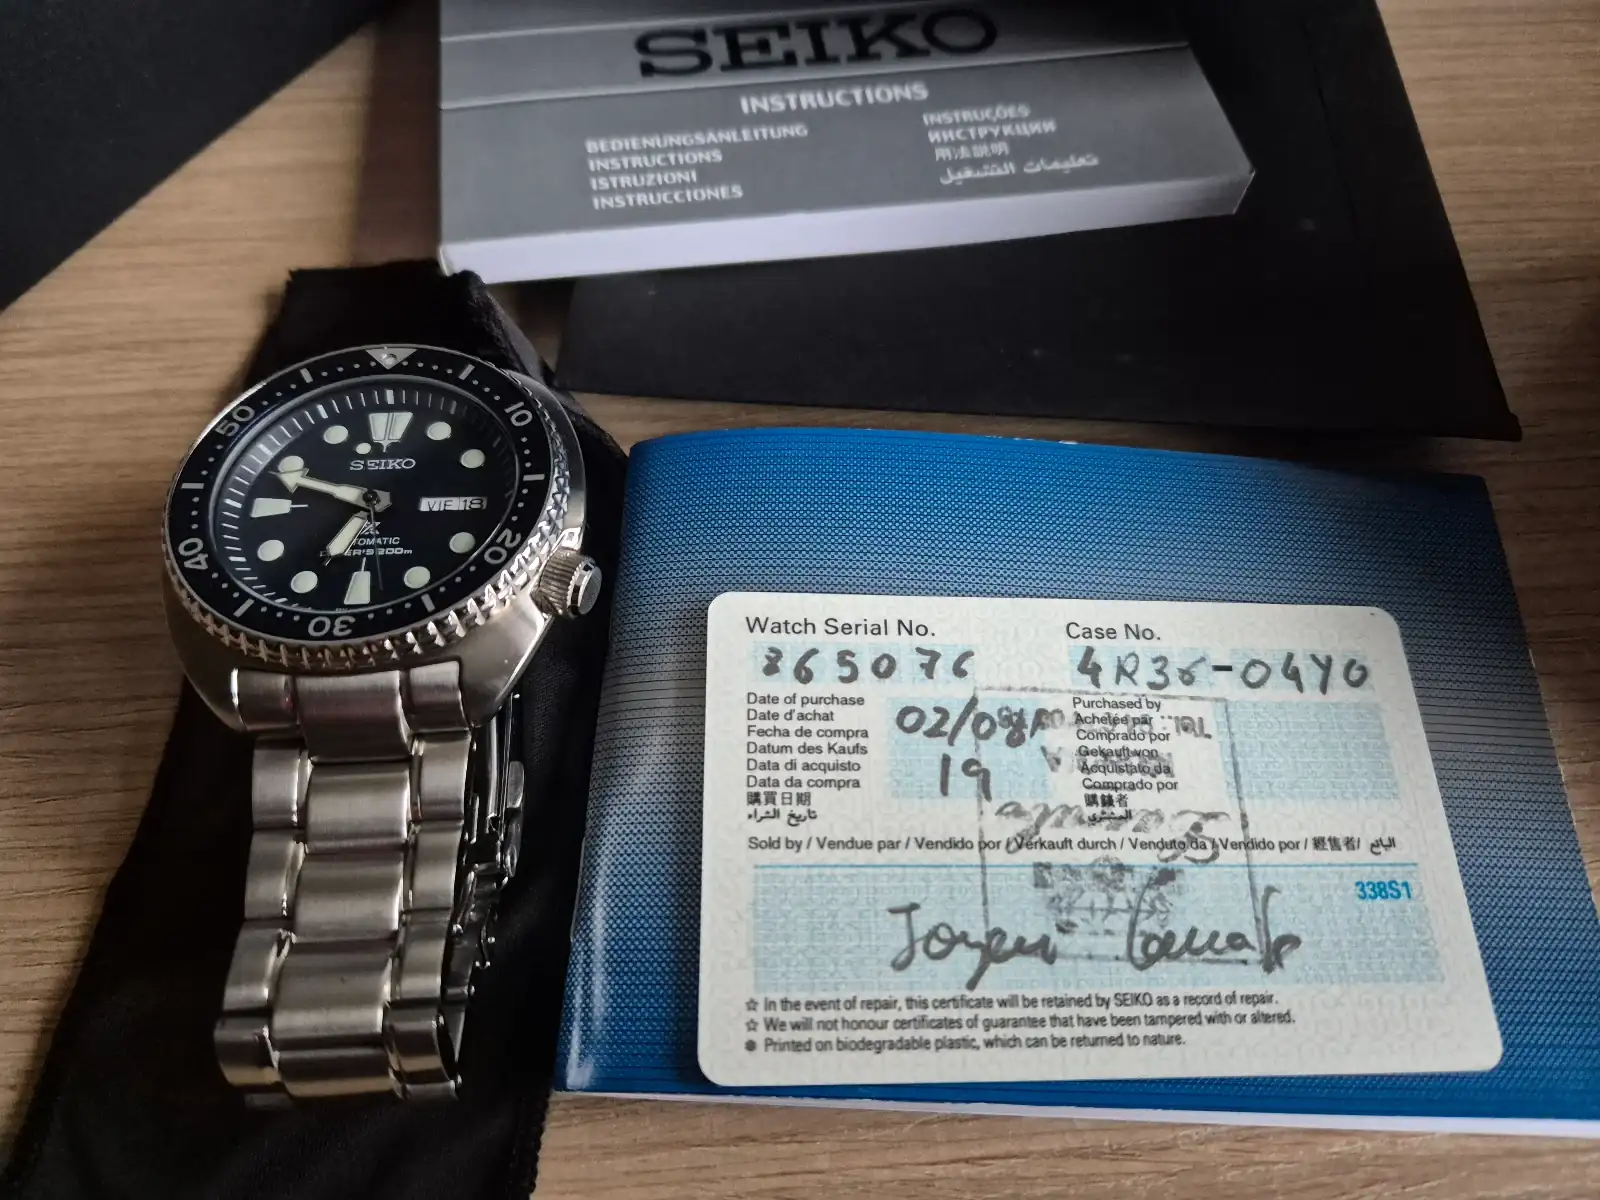 SEIKO
INSTRUCTIONS
BEDIENUNGSANLEITUNG
INSTRUCTIONS
ISTRUZIONI
INSTRUCCIONES
INSTRUÇÕES
ИНСТРУКЦИИ
用法說明
تعليمات التشغيل
50
10
20
30
40
SEIKO
VIE 18
AUTOMATIC
DIVER'S 200m
Watch Serial No.
865076
Case No.
4R36-04Y0
Date of purchase
Date d'achat
Fecha de compra
Datum des Kaufs
Data di acquisto
Data da compra
購買日期
تاريخ الشراء
02/08
19
Purchased by
Achetée par
Comprado por
Gekauft von
Acquistato da
Comprado por
購錶者
المشتري
Sold by / Vendue par / Vendido por / Verkauft durch / Venduto da / Vendido por / 經售者/ البائع
338S1
☆ In the event of repair, this certificate will be retained by SEIKO as a record of repair.
☆ We will not honour certificates of guarantee that have been tampered with or altered.
● Printed on biodegradable plastic, which can be returned to nature.